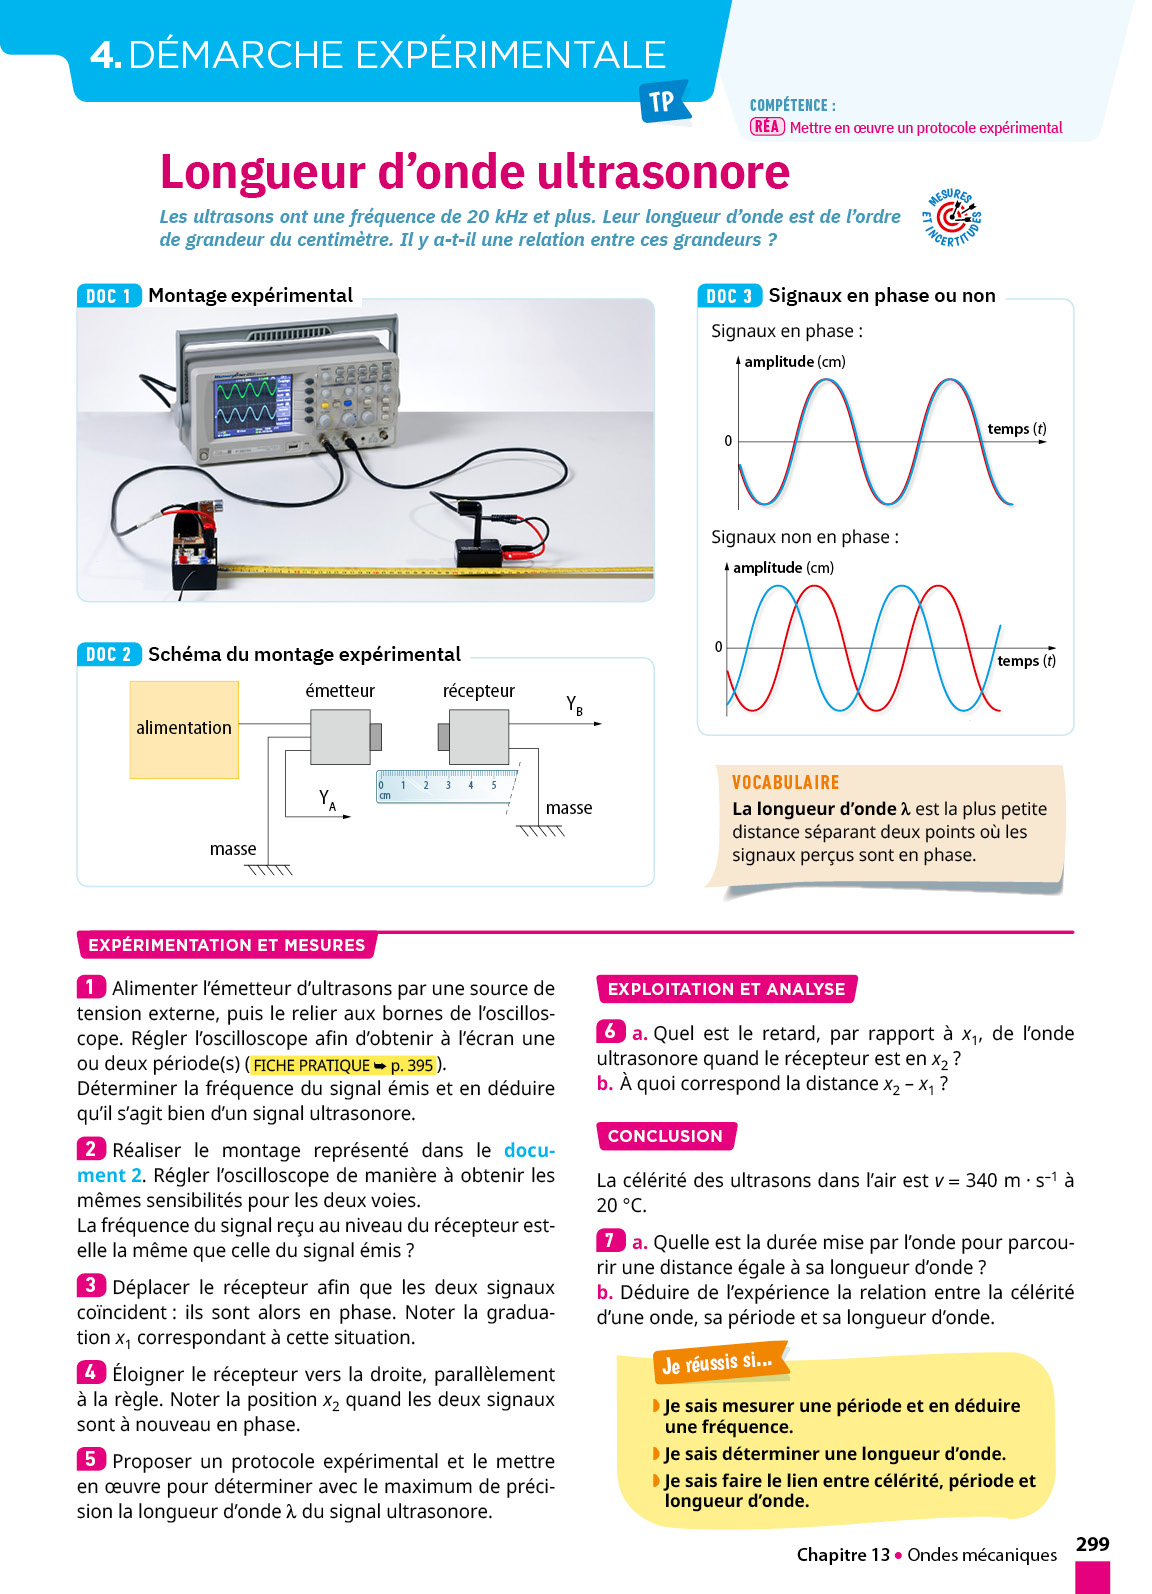 4. DÉMARCHE EXPÉRIMENTALE
TP
COMPÉTENCE :
RÉA Mettre en œuvre un protocole expérimental
Longueur d'onde ultrasonore
Les ultrasons ont une fréquence de 20 kHz et plus. Leur longueur d'onde est de l'ordre
de grandeur du centimètre. Il y a-t-il une relation entre ces grandeurs ?
MESURES
ET INCERTITUDES
DOC 1 Montage expérimental
DOC 2 Schéma du montage expérimental
alimentation
émetteur
récepteur
Y_B
0 1 2 3 4 5
cm
Y_A
masse
masse
DOC 3 Signaux en phase ou non
Signaux en phase :
amplitude (cm)
temps (t)
0
Signaux non en phase :
amplitude (cm)
0
temps (t)
VOCABULAIRE
La longueur d'onde λ est la plus petite
distance séparant deux points où les
signaux perçus sont en phase.
EXPÉRIMENTATION ET MESURES
1 Alimenter l'émetteur d'ultrasons par une source de
tension externe, puis le relier aux bornes de l'oscillos-
cope. Régler l'oscilloscope afin d'obtenir à l'écran une
ou deux période(s) (FICHE PRATIQUE ➥ p. 395).
Déterminer la fréquence du signal émis et en déduire
qu'il s'agit bien d'un signal ultrasonore.
2 Réaliser le montage représenté dans le docu-
ment 2. Régler l'oscilloscope de manière à obtenir les
mêmes sensibilités pour les deux voies.
La fréquence du signal reçu au niveau du récepteur est-
elle la même que celle du signal émis ?
3 Déplacer le récepteur afin que les deux signaux
coïncident : ils sont alors en phase. Noter la gradua-
tion x₁ correspondant à cette situation.
4 Éloigner le récepteur vers la droite, parallèlement
à la règle. Noter la position x₂ quand les deux signaux
sont à nouveau en phase.
5 Proposer un protocole expérimental et le mettre
en œuvre pour déterminer avec le maximum de préci-
sion la longueur d'onde λ du signal ultrasonore.
EXPLOITATION ET ANALYSE
6 a. Quel est le retard, par rapport à x₁, de l'onde
ultrasonore quand le récepteur est en x₂ ?
b. À quoi correspond la distance x₂ – x₁ ?
CONCLUSION
La célérité des ultrasons dans l'air est v = 340 m · s⁻¹ à
20 °C.
7 a. Quelle est la durée mise par l'onde pour parcou-
rir une distance égale à sa longueur d'onde ?
b. Déduire de l'expérience la relation entre la célérité
d'une onde, sa période et sa longueur d'onde.
Je réussis si...
Je sais mesurer une période et en déduire
une fréquence.
Je sais déterminer une longueur d'onde.
Je sais faire le lien entre célérité, période et
longueur d'onde.
299
Chapitre 13 • Ondes mécaniques